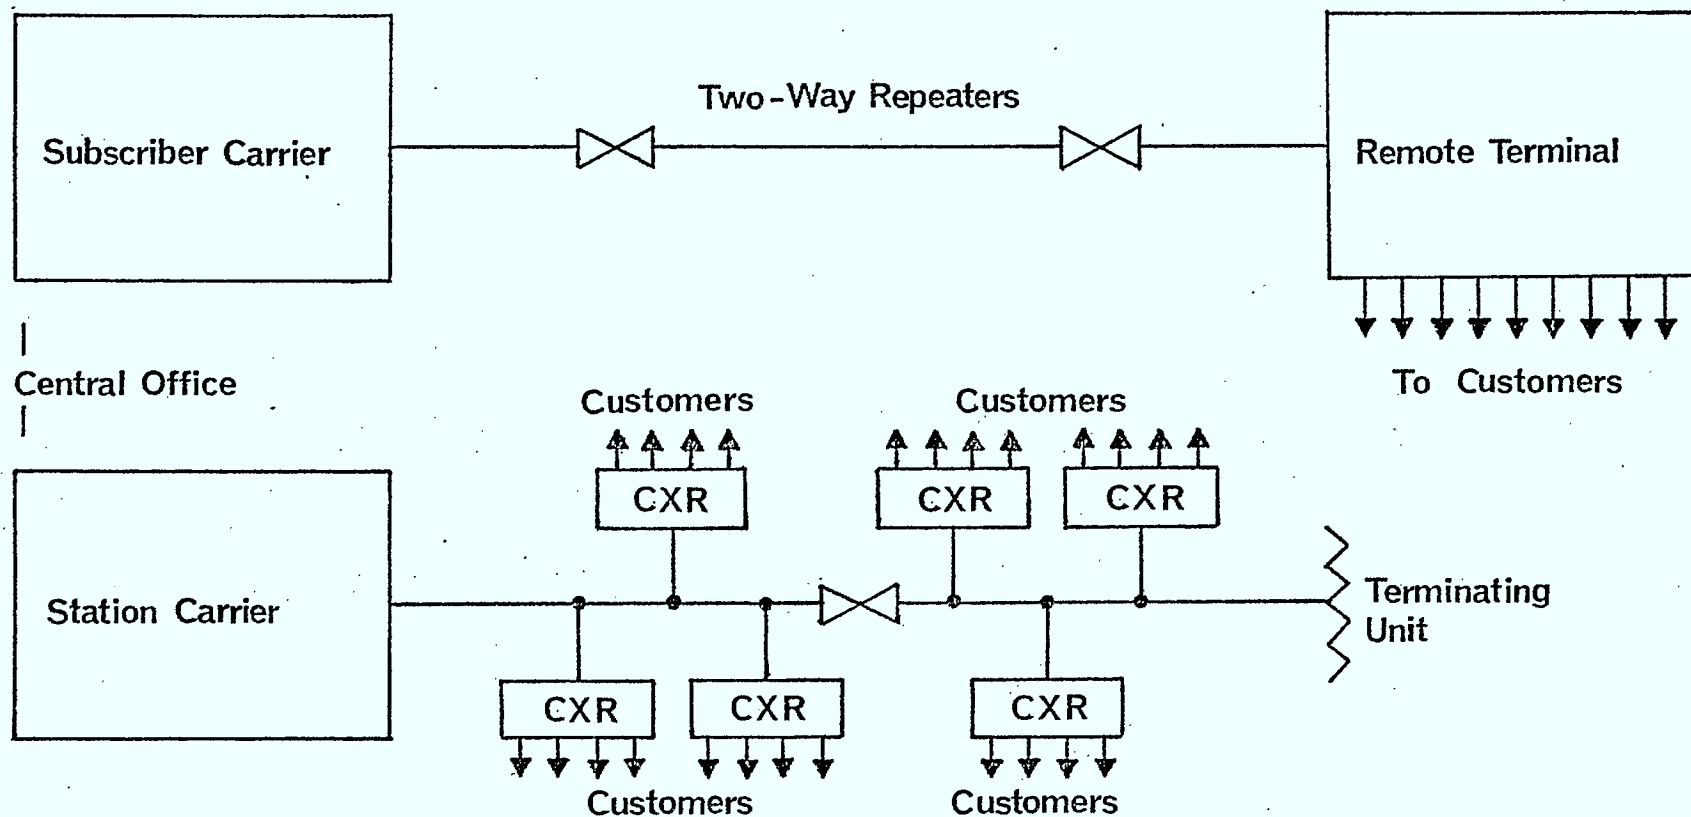 Two-Way Repeaters
Subscriber Carrier
Remote Terminal
Central Office
To Customers
Customers
Customers
CXR
CXR
CXR
Station Carrier
Terminating
Unit
CXR
CXR
CXR
Customers
Customers